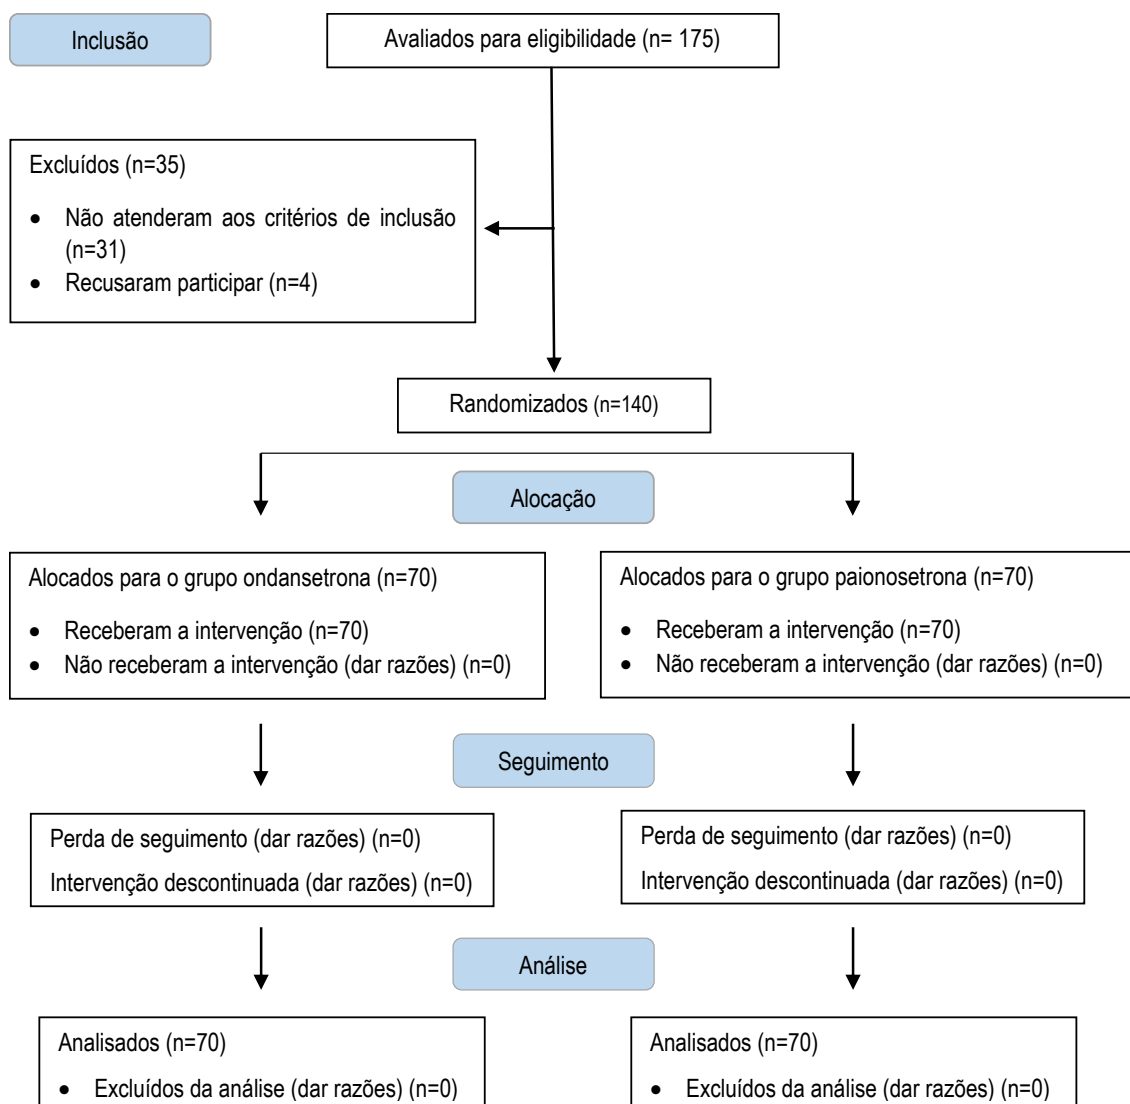 Inclusão
Avaliados para eligibilidade (n= 175)
Excluídos (n=35)
• Não atenderam aos critérios de inclusão
(n=31)
• Recusaram participar (n=4)
Randomizados (n=140)
Alocação
Alocados para o grupo ondansetrona (n=70)
• Receberam a intervenção (n=70)
• Não receberam a intervenção (dar razões) (n=0)
Alocados para o grupo paionosetrona (n=70)
• Receberam a intervenção (n=70)
• Não receberam a intervenção (dar razões) (n=0)
Seguimento
Perda de seguimento (dar razões) (n=0)
Intervenção descontinuada (dar razões) (n=0)
Perda de seguimento (dar razões) (n=0)
Intervenção descontinuada (dar razões) (n=0)
Análise
Analisados (n=70)
• Excluídos da análise (dar razões) (n=0)
Analisados (n=70)
• Excluídos da análise (dar razões) (n=0)